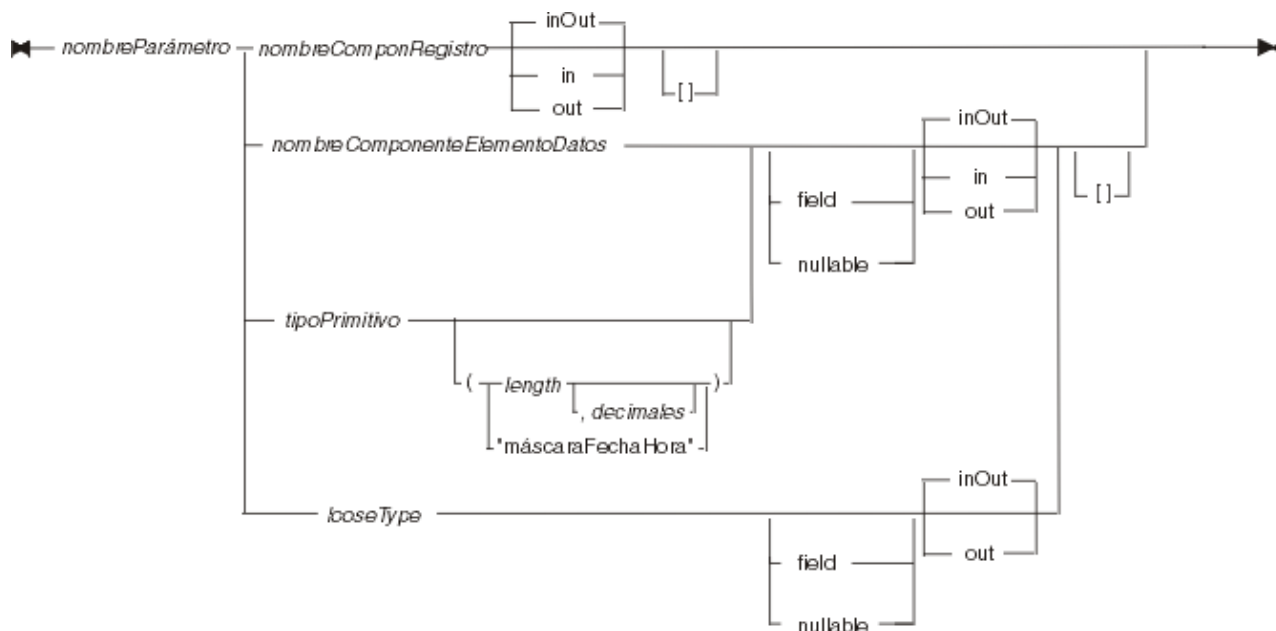 inOut
nombreParámetro nombreComponRegistro
in
[ ]
out
inOut
nombreComponenteElementoDatos
in
field
[ ]
out
nullable
tipoPrimitivo
( length )
, decimales
"máscaraFechaHora"
inOut
looseType
out
field
nullable